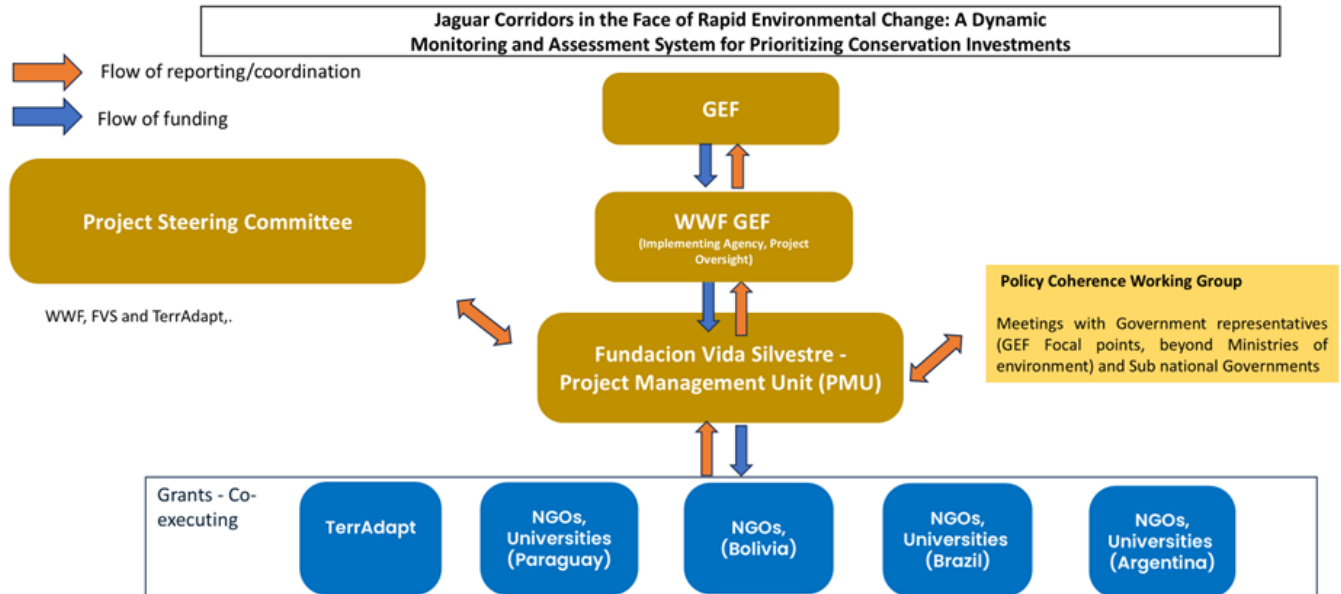 Jaguar Corridors in the Face of Rapid Environmental Change: A Dynamic
Monitoring and Assessment System for Prioritizing Conservation Investments
Flow of reporting/coordination
Flow of funding
GEF
Project Steering Committee
WWF GEF
(Implementing Agency, Project
Oversight)
WWF, FVS and TerrAdapt,.
Policy Coherence Working Group
Meetings with Government representatives
(GEF Focal points, beyond Ministries of
environment) and Sub national Governments
Fundacion Vida Silvestre -
Project Management Unit (PMU)
Grants - Co-
executing
TerrAdapt
NGOs,
Universities
(Paraguay)
NGOs,
(Bolivia)
NGOs,
Universities
(Brazil)
NGOs,
Universities
(Argentina)